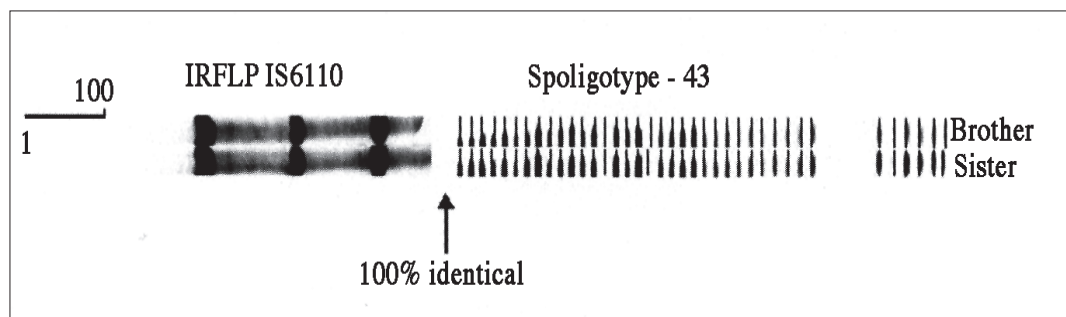 IRFLP IS6110
Spoligotype - 43
100
1
Brother
Sister
100% identical